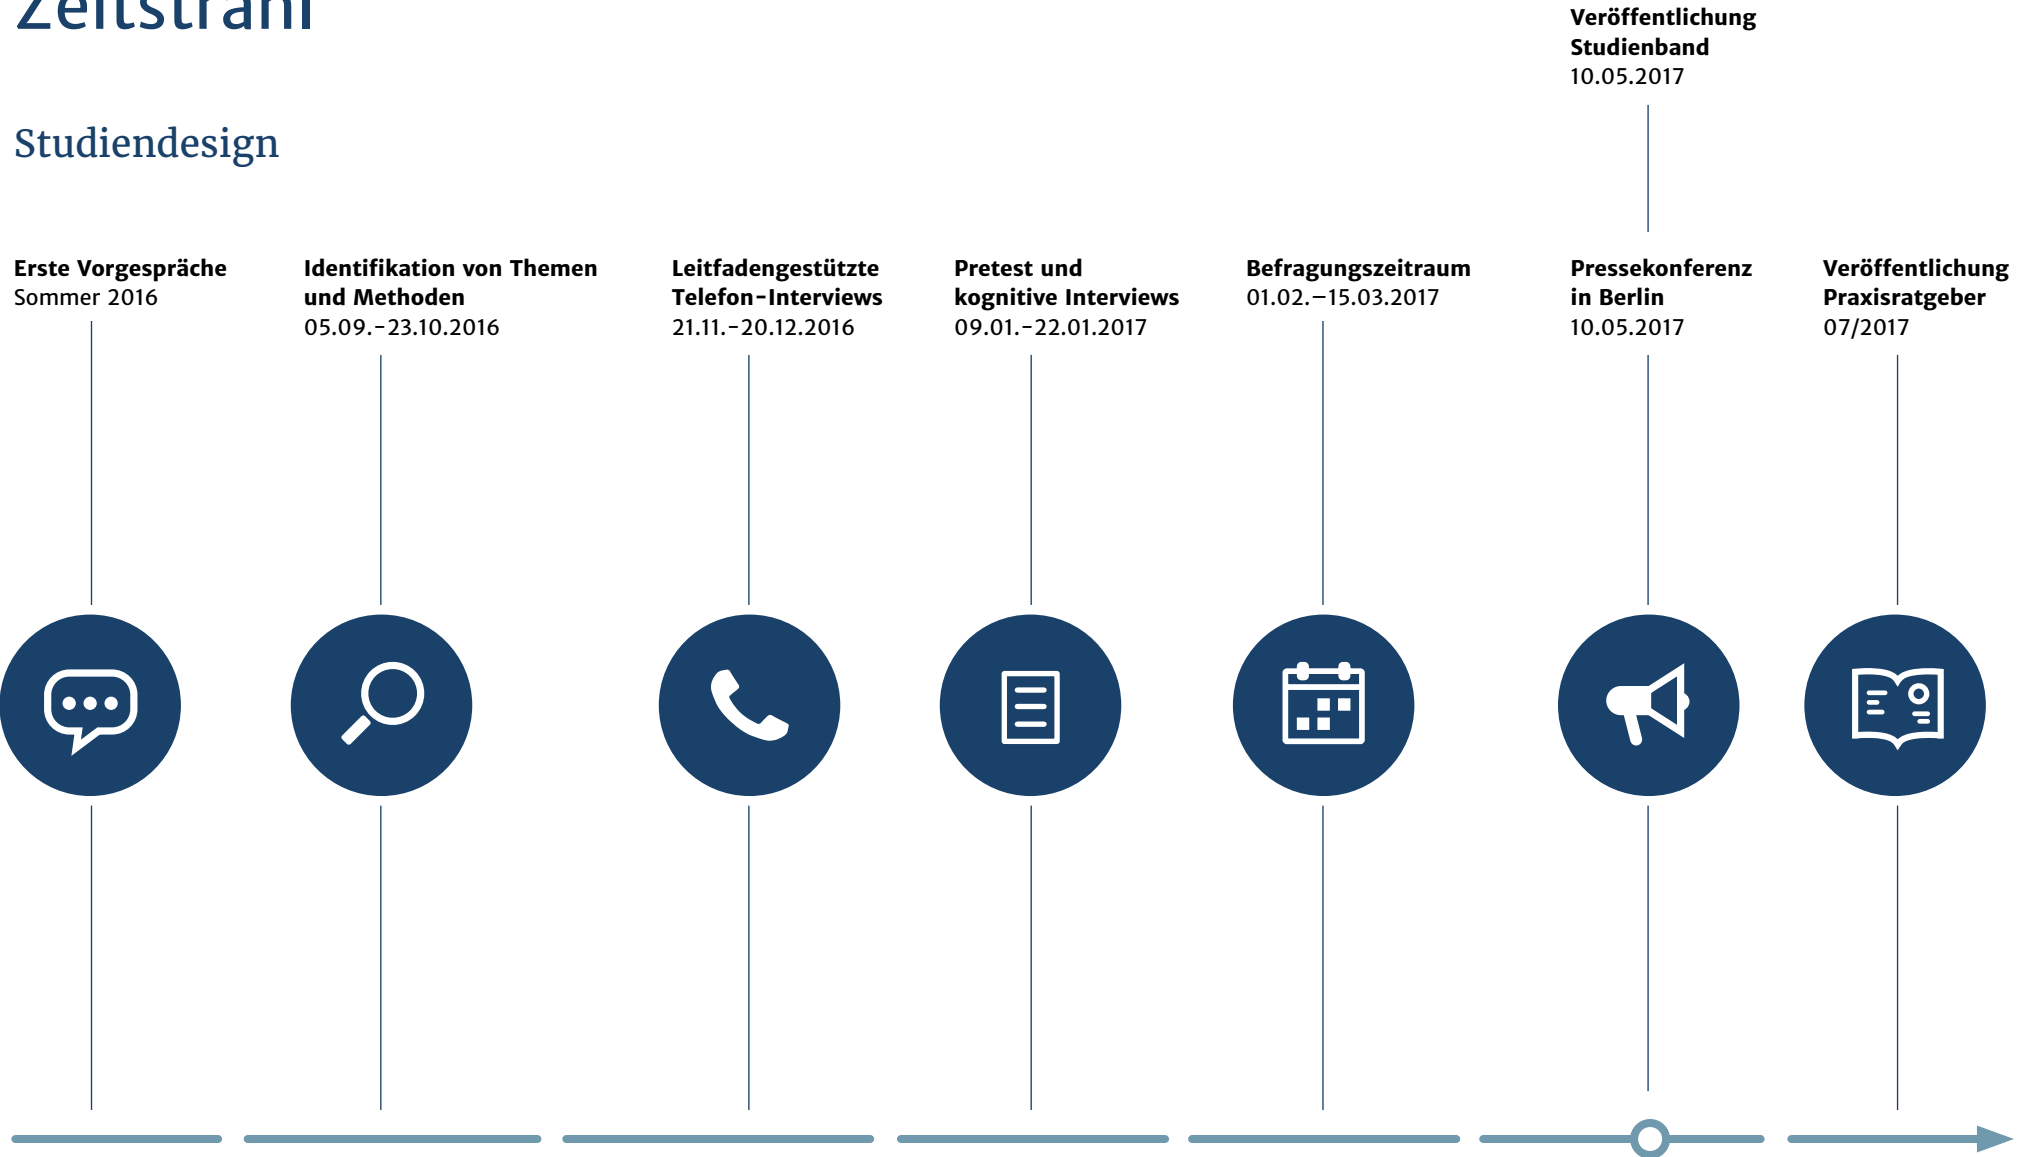 Zeitstrahl
Studiendesign
Veröffentlichung
Studienband
10.05.2017
Erste Vorgespräche
Sommer 2016
Identifikation von Themen
und Methoden
05.09.-23.10.2016
Leitfadengestützte
Telefon-Interviews
21.11.-20.12.2016
Pretest und
kognitive Interviews
09.01.-22.01.2017
Befragungszeitraum
01.02.–15.03.2017
Pressekonferenz
in Berlin
10.05.2017
Veröffentlichung
Praxisratgeber
07/2017